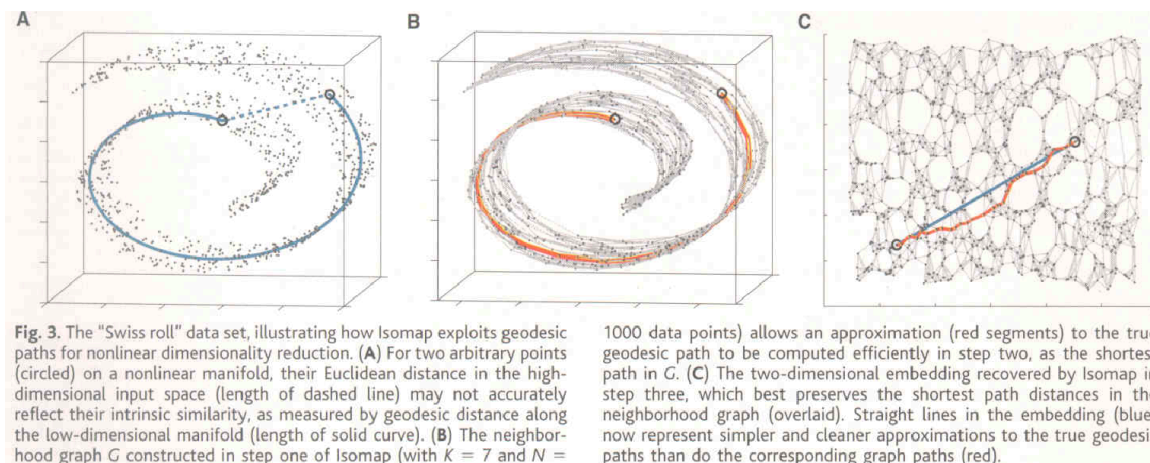 A
B
C
Fig. 3. The "Swiss roll" data set, illustrating how Isomap exploits geodesic
paths for nonlinear dimensionality reduction. (A) For two arbitrary points
(circled) on a nonlinear manifold, their Euclidean distance in the high-
dimensional input space (length of dashed line) may not accurately
reflect their intrinsic similarity, as measured by geodesic distance along
the low-dimensional manifold (length of solid curve). (B) The neighbor-
hood graph G constructed in step one of Isomap (with K = 7 and N =
1000 data points) allows an approximation (red segments) to the true
geodesic path to be computed efficiently in step two, as the shortes
path in G. (C) The two-dimensional embedding recovered by Isomap in
step three, which best preserves the shortest path distances in the
neighborhood graph (overlaid). Straight lines in the embedding (blue
now represent simpler and cleaner approximations to the true geodesi
paths than do the corresponding graph paths (red).